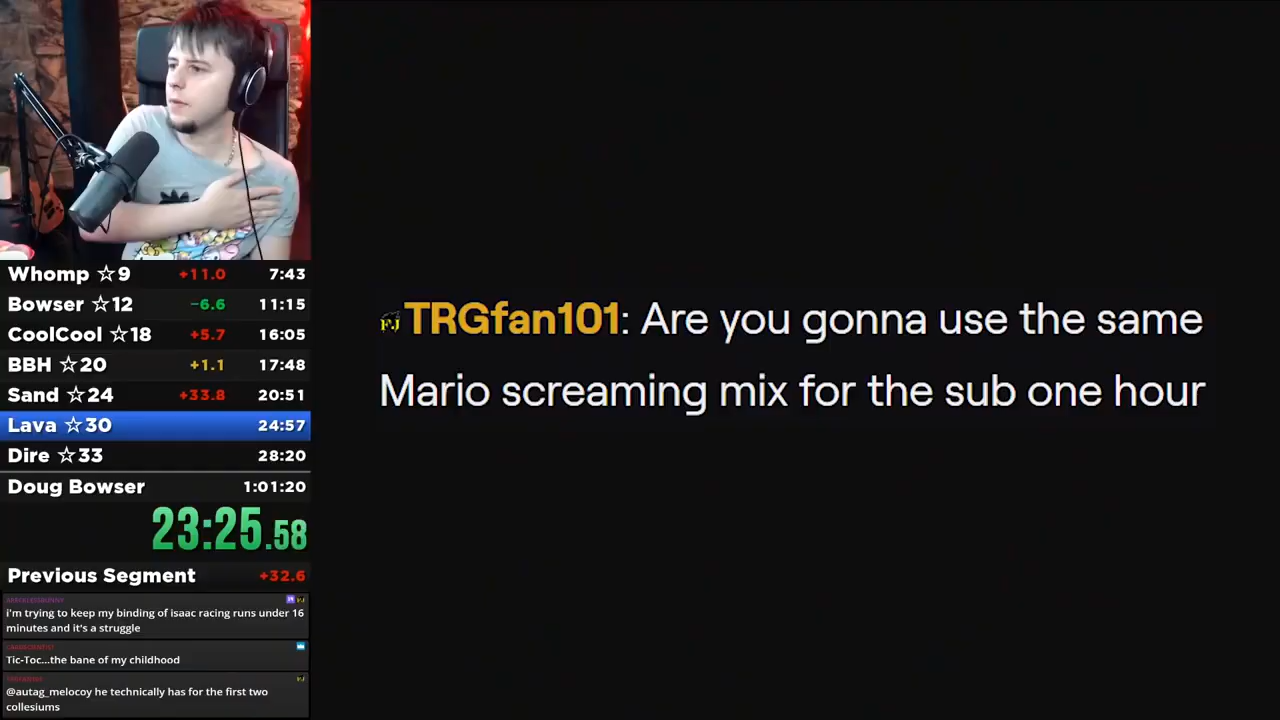 Whomp ☆9 +11.0 7:43
Bowser ☆12 −6.6 11:15
CoolCool ☆18 +5.7 16:05
BBH ☆20 +1.1 17:48
Sand ☆24 +33.8 20:51
Lava ☆30 24:57
Dire ☆33 28:20
Doug Bowser 1:01:20
23:25.58
Previous Segment +32.6
i'm trying to keep my binding of isaac racing runs under 16
minutes and it's a struggle
Tic-Toc...the bane of my childhood
@autag_melocoy he technically has for the first two
collesiums
TRGfan101: Are you gonna use the same
Mario screaming mix for the sub one hour